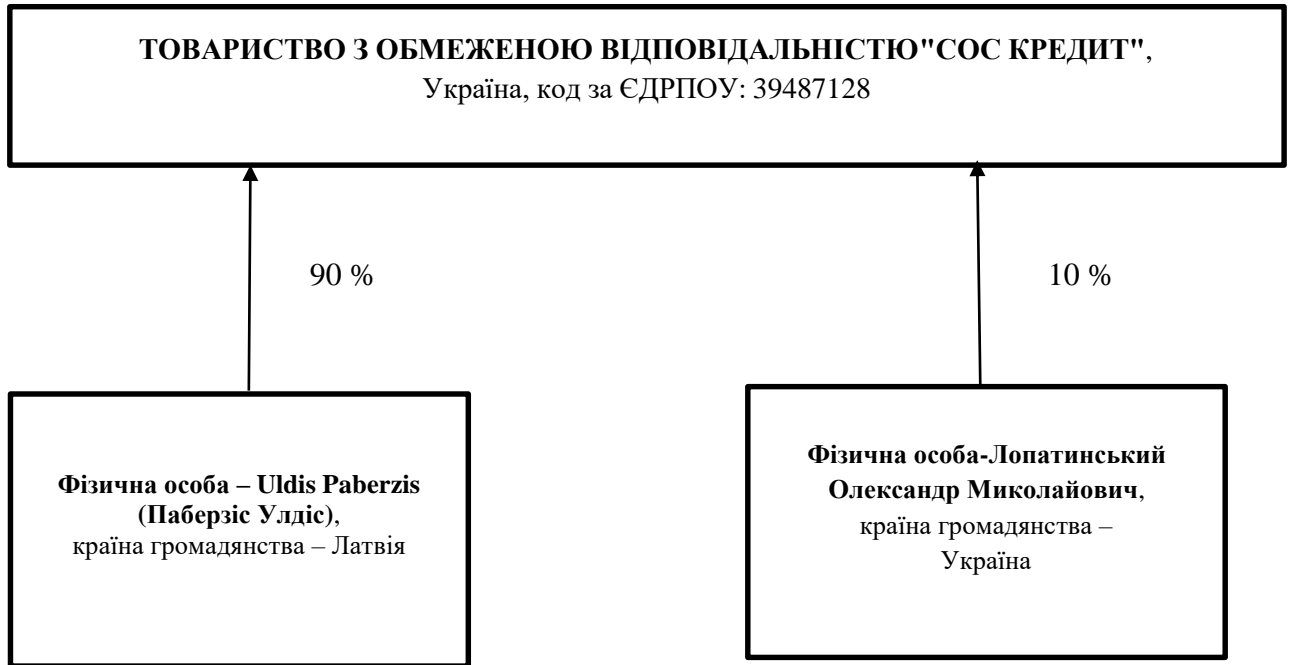 ТОВАРИСТВО З ОБМЕЖЕНОЮ ВІДПОВІДАЛЬНІСТЮ"СОС КРЕДИТ",
Україна, код за ЄДРПОУ: 39487128
90 %
10 %
Фізична особа – Uldis Paberzis
(Паберзіс Улдіс),
країна громадянства – Латвія
Фізична особа-Лопатинський
Олександр Миколайович,
країна громадянства –
Україна